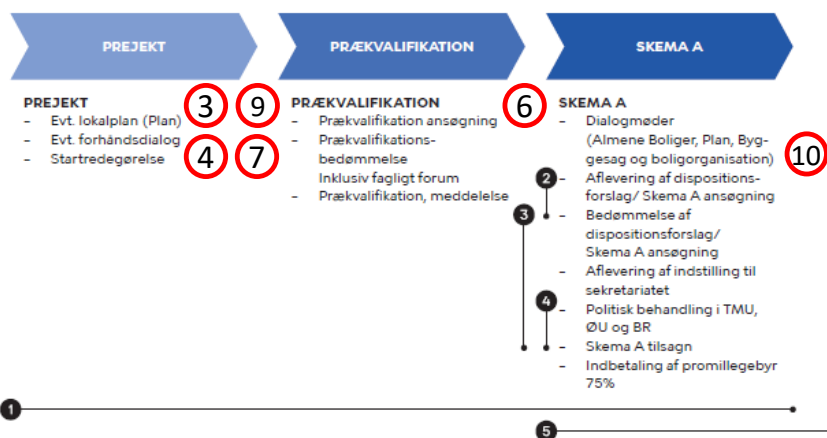 PREJEKT
PRÆKVALIFIKATION
SKEMA A
PREJEKT
- Evt. lokalplan (Plan)
- Evt. forhåndsdialog
- Startredegørelse
3
9
4
7
PRÆKVALIFIKATION
- Prækvalifikation ansøgning
- Prækvalifikations-
bedømmelse
Inklusiv fagligt forum
- Prækvalifikation, meddelelse
6
SKEMA A
- Dialogmøder
(Almene Boliger, Plan, Byg-
gesag og boligorganisation)
10
2
- Aflevering af dispositions-
forslag/ Skema A ansøgning
3
- Bedømmelse af
dispositionsforslag/
Skema A ansøgning
- Aflevering af indstilling til
sekretariatet
4
- Politisk behandling i TMU,
ØU og BR
- Skema A tilsagn
- Indbetaling af promillegebyr
75%
1
5